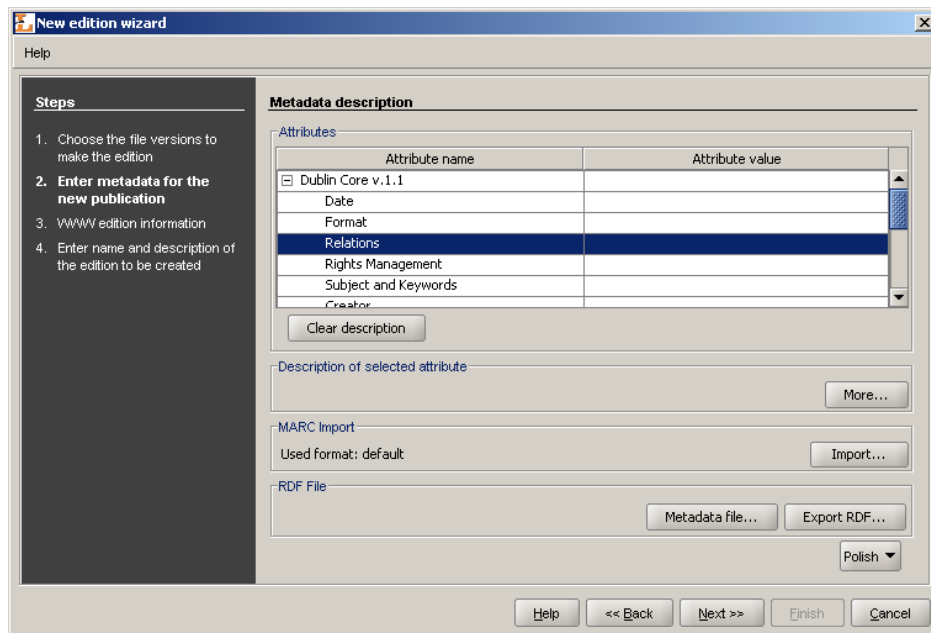 New edition wizard
Help
Steps
1. Choose the file versions to
make the edition
2. Enter metadata for the
new publication
3. WWW edition information
4. Enter name and description of
the edition to be created
Metadata description
Attributes
Attribute name Attribute value
Dublin Core v.1.1
Date
Format
Relations
Rights Management
Subject and Keywords
Creator
Clear description
Description of selected attribute
More...
MARC Import
Used format: default
Import...
RDF File
Metadata file... Export RDF...
Polish
Help << Back Next >> Finish Cancel